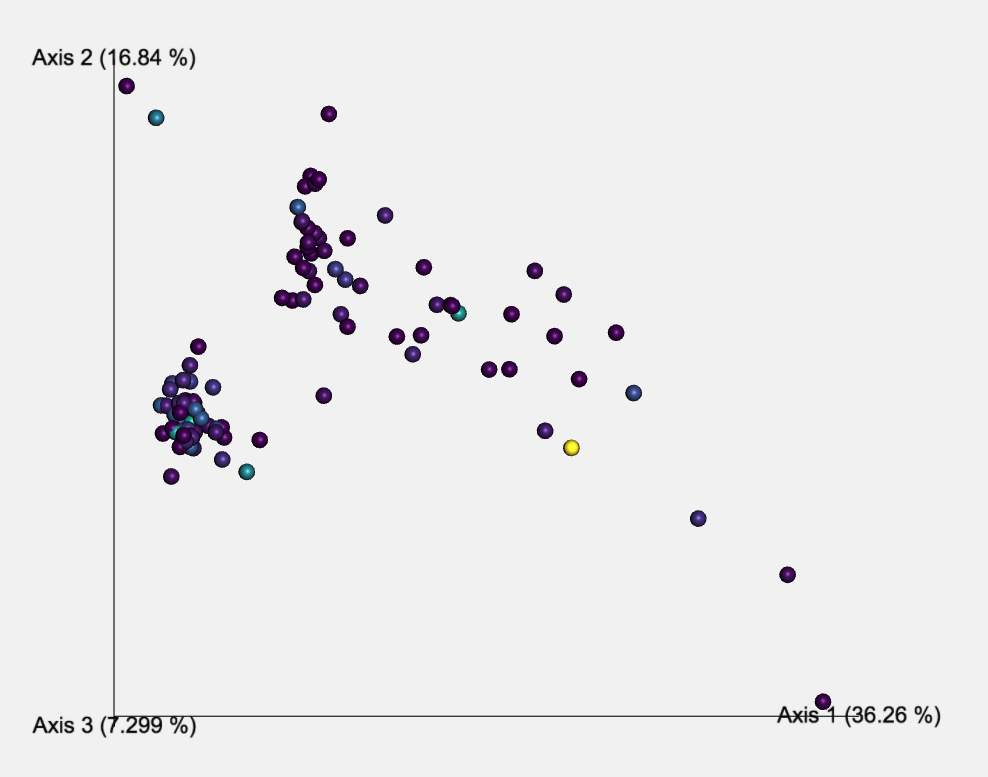 Axis 2 (16.84 %)
Axis 3 (7.299 %)
Axis 1 (36.26 %)